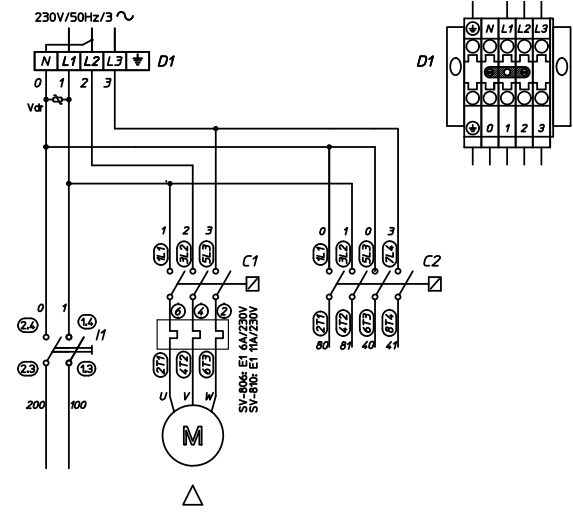 230V/50Hz/3
N L1 L2 L3
D1
0 1 2 3
Vdr
D1
N L1 L2 L3
0 1 2 3
1 2 3
1L1 3L2 5L3
C1
0 1 0 3
1L1 3L2 5L3 7L4
C2
0 1
2.4 1.4
I1
2.3 1.3
200 100
6 4 2
2T1 4T2 6T3
U V W
M
SV-806: E1 6A/230V
SV-810: E1 11A/230V
2T1 4T2 6T3 8T4
80 81 40 41